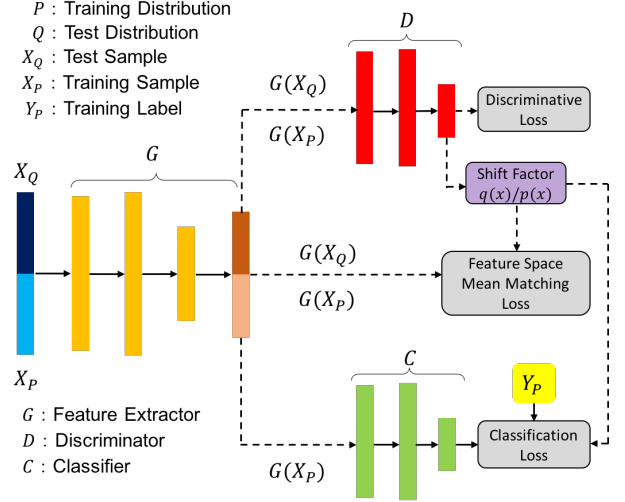 P : Training Distribution
Q : Test Distribution
X_Q : Test Sample
X_P : Training Sample
Y_P : Training Label
D
G(X_Q)
G(X_P)
Discriminative
Loss
G
X_Q
Shift Factor
q(x)/p(x)
G(X_Q)
G(X_P)
Feature Space
Mean Matching
Loss
X_P
C
Y_P
G : Feature Extractor
D : Discriminator
C : Classifier
G(X_P)
Classification
Loss